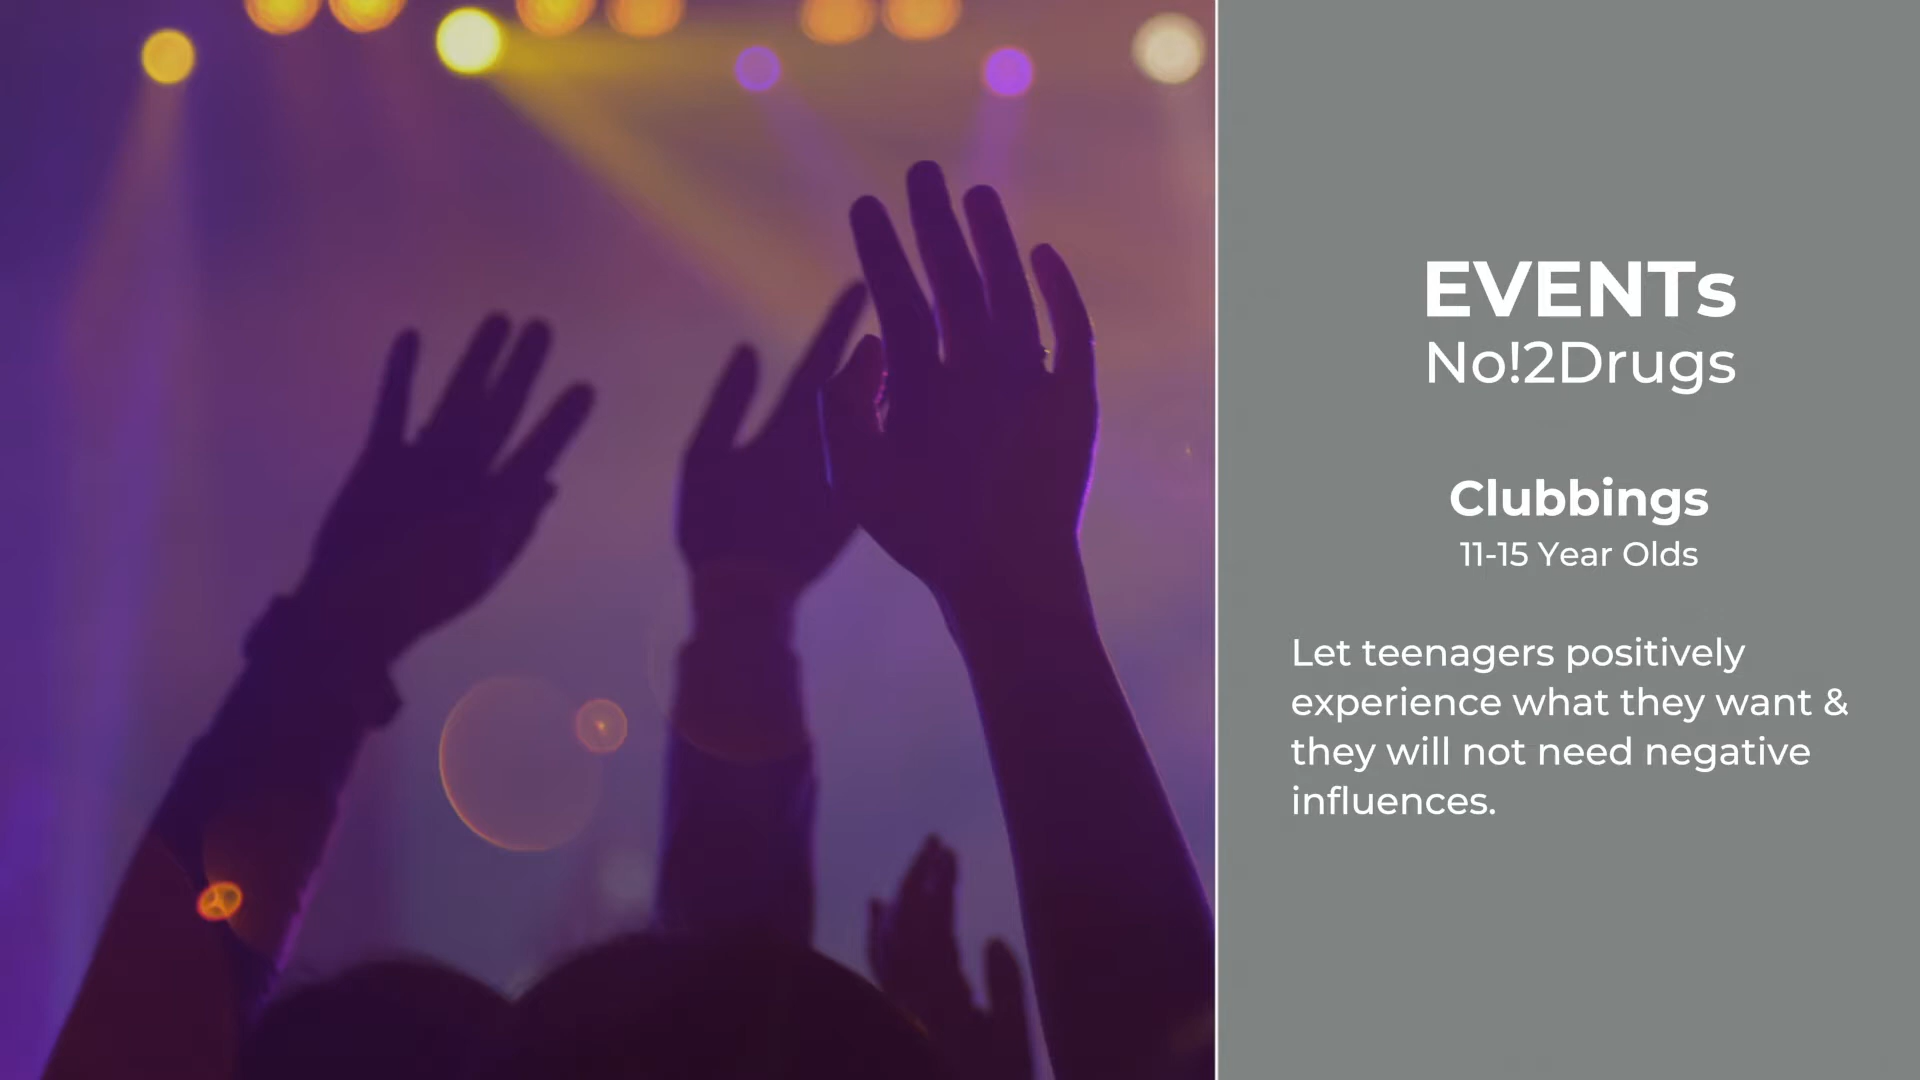 EVENTs
No!2Drugs
Clubbings
11-15 Year Olds
Let teenagers positively
experience what they want &
they will not need negative
influences.